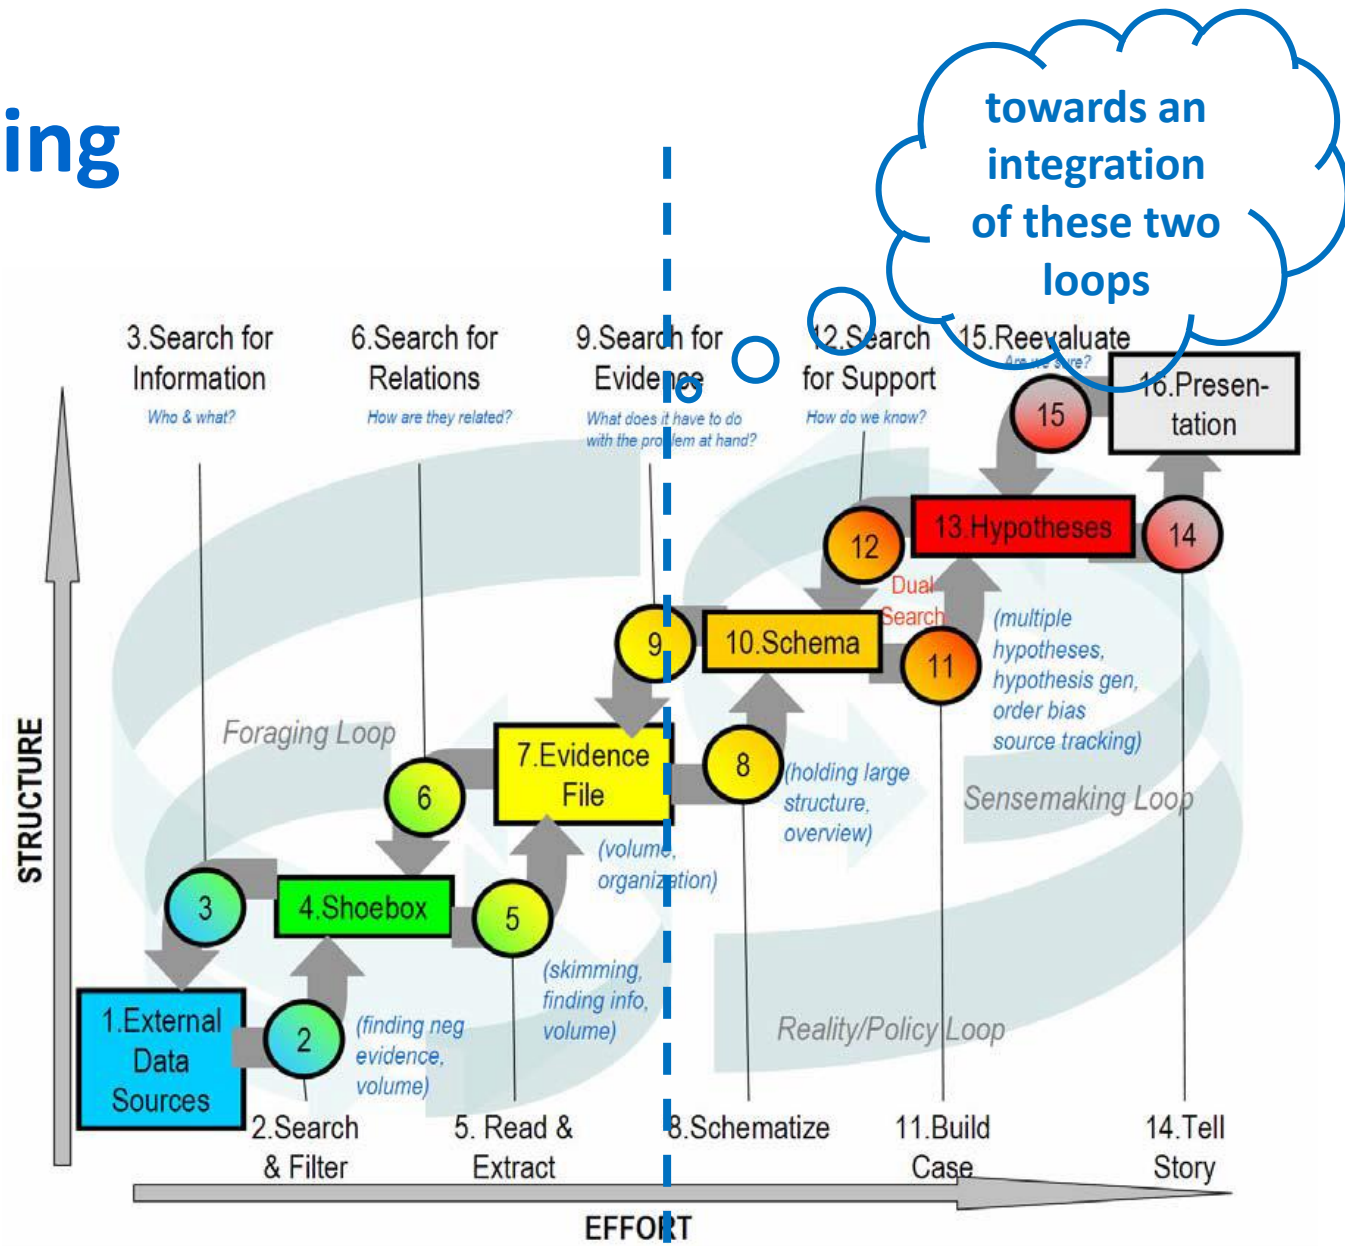 ing
towards an
integration
of these two
loops
3.Search for
Information
Who & what?
6.Search for
Relations
How are they related?
9.Search for
Evidence
What does it have to do
with the problem at hand?
12.Search
for Support
How do we know?
15.Reevaluate
Are we sure?
16.Presen-
tation
15
13.Hypotheses
14
12
Dual
Search
11
(multiple
hypotheses,
hypothesis gen,
order bias
source tracking)
9
10.Schema
Foraging Loop
7.Evidence
File
8
(holding large
structure,
overview)
Sensemaking Loop
6
(volume,
organization)
3
4.Shoebox
5
(skimming,
finding info,
volume)
1.External
Data
Sources
2
(finding neg
evidence,
volume)
Reality/Policy Loop
2.Search
& Filter
5. Read &
Extract
8.Schematize
11.Build
Case
14.Tell
Story
STRUCTURE
EFFORT